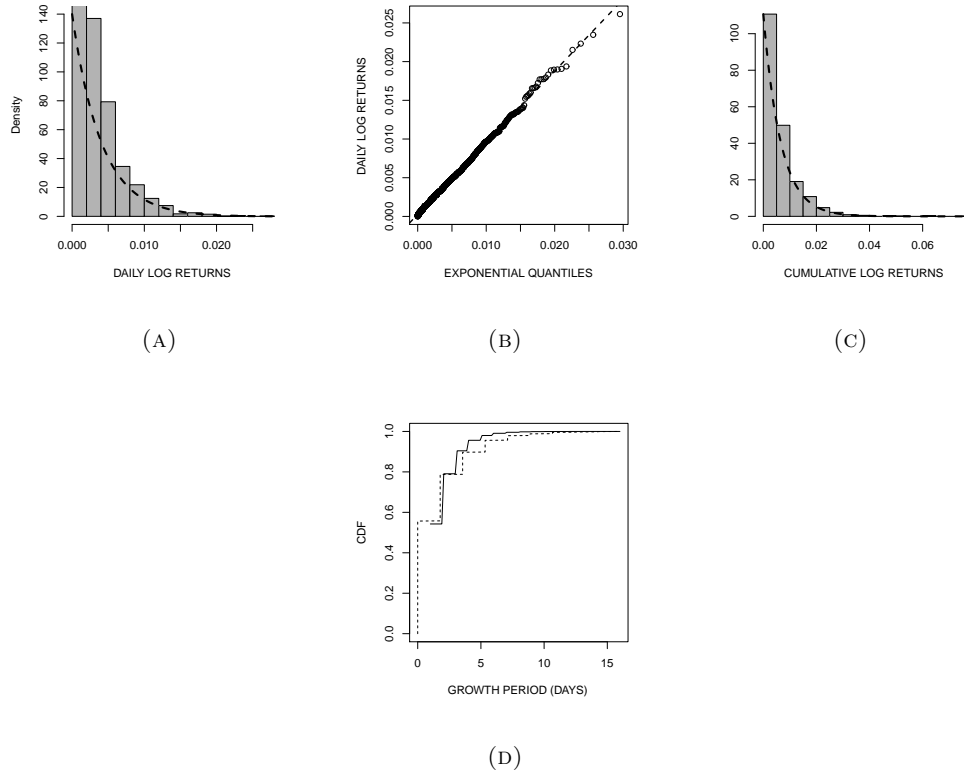 Density
0 20 40 60 80 100 120 140
0.000 0.010 0.020
DAILY LOG RETURNS
(A)
DAILY LOG RETURNS
0.000 0.005 0.010 0.015 0.020 0.025
0.000 0.010 0.020 0.030
EXPONENTIAL QUANTILES
(B)
0 20 40 60 80 100
0.00 0.02 0.04 0.06
CUMULATIVE LOG RETURNS
(C)
CDF
0.0 0.2 0.4 0.6 0.8 1.0
0 5 10 15
GROWTH PERIOD (DAYS)
(D)